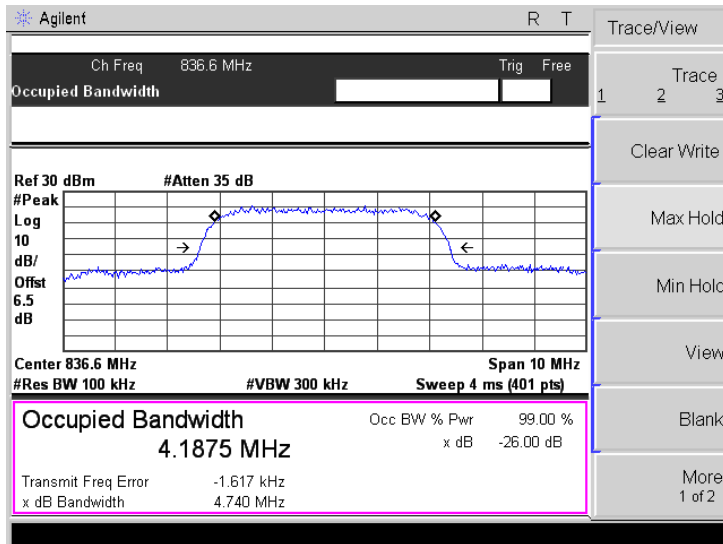 Agilent R T
Ch Freq 836.6 MHz Trig Free
Occupied Bandwidth
Ref 30 dBm #Atten 35 dB
#Peak
Log
10
dB/
Offst
6.5
dB
Center 836.6 MHz Span 10 MHz
#Res BW 100 kHz #VBW 300 kHz Sweep 4 ms (401 pts)
Occupied Bandwidth Occ BW % Pwr 99.00 %
4.1875 MHz x dB -26.00 dB
Transmit Freq Error -1.617 kHz
x dB Bandwidth 4.740 MHz
Trace/View
Trace
1 2 3
Clear Write
Max Hold
Min Hold
View
Blank
More
1 of 2